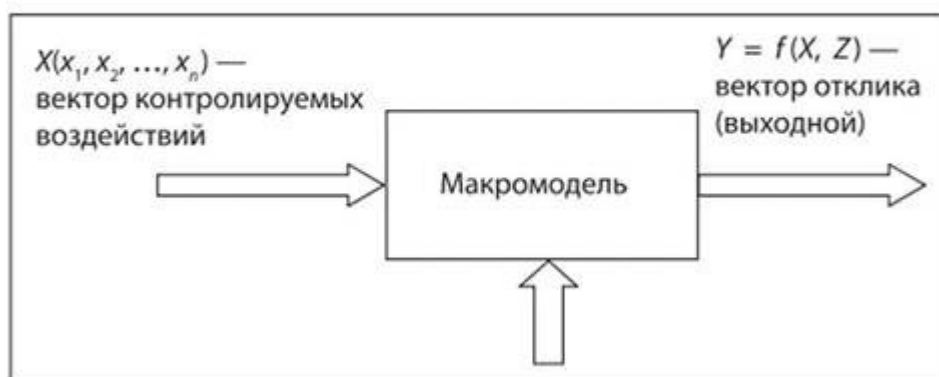 X(x₁, x₂, ..., xₙ) —
вектор контролируемых
воздействий
Y = f(X, Z) —
вектор отклика
(выходной)
Макромодель